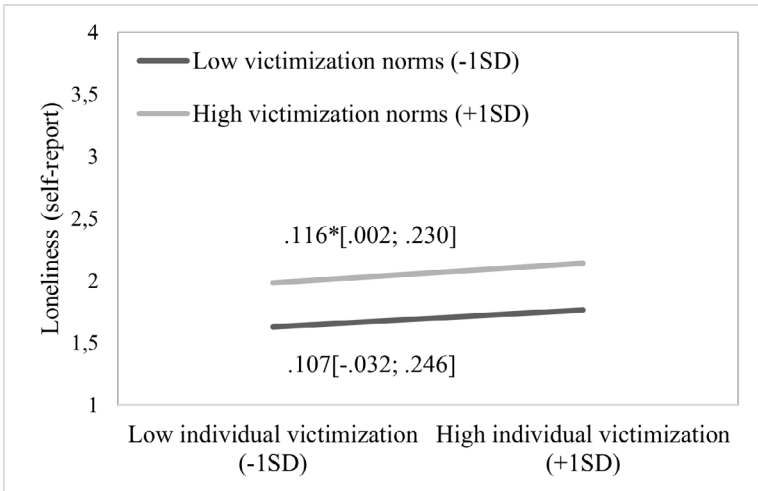 4
Low victimization norms (-1SD)
3,5
High victimization norms (+1SD)
3
Loneliness (self-report)
2,5
.116*[.002; .230]
2
1,5
.107[-.032; .246]
1
Low individual victimization
(-1SD)
High individual victimization
(+1SD)